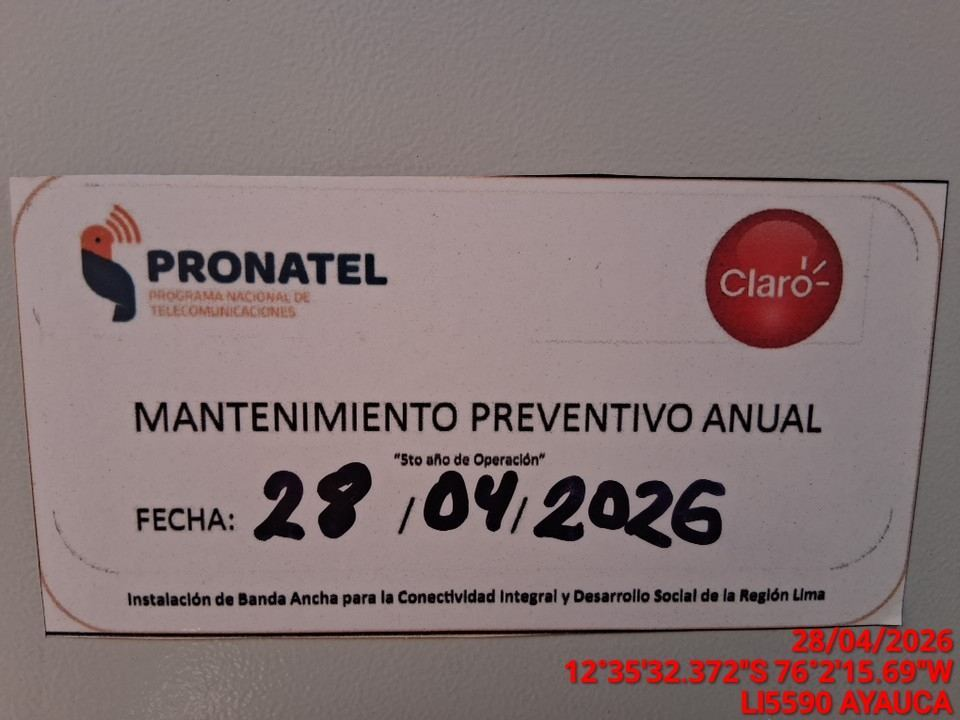 PRONATEL
PROGRAMA NACIONAL DE
TELECOMUNICACIONES
Claro
MANTENIMIENTO PREVENTIVO ANUAL
"5to año de Operación"
FECHA: 28/04/2026
Instalación de Banda Ancha para la Conectividad Integral y Desarrollo Social de la Región Lima
28/04/2026
12°35'32.372"S 76°2'15.69"W
LI5590 AYAUCA